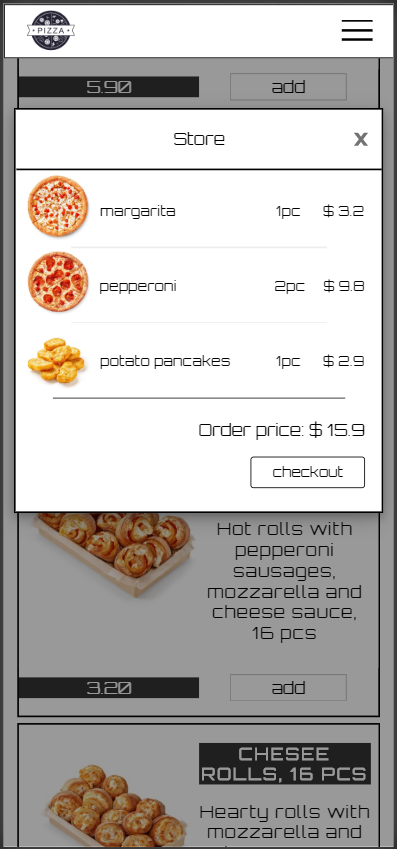 PIZZA
5.90
add
Store
X
margarita 1pc $ 3.2
pepperoni 2pc $ 9.8
potato pancakes 1pc $ 2.9
Order price: $ 15.9
checkout
Hot rolls with
pepperoni
sausages,
mozzarella and
cheese sauce,
16 pcs
3.20
add
CHESEE
ROLLS, 16 PCS
Hearty rolls with
mozzarella and